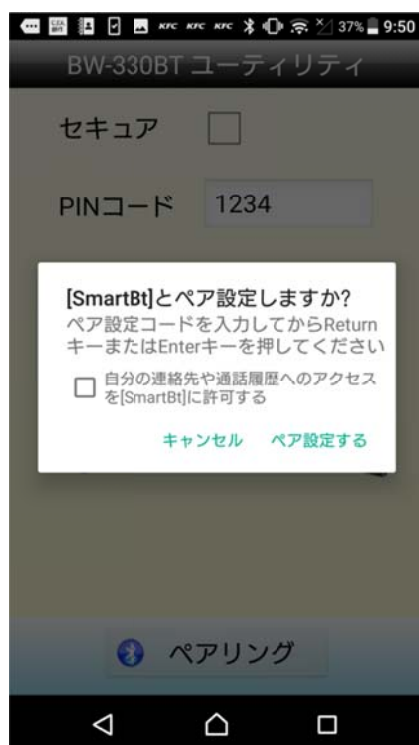 KFC KFC KFC 37% 9:50
BW-330BT ユーティリティ
セキュア
PINコード 1234
[SmartBt]とペア設定しますか?
ペア設定コードを入力してからReturn
キーまたはEnterキーを押してください
自分の連絡先や通話履歴へのアクセス
を[SmartBt]に許可する
キャンセル ペア設定する
ペアリング